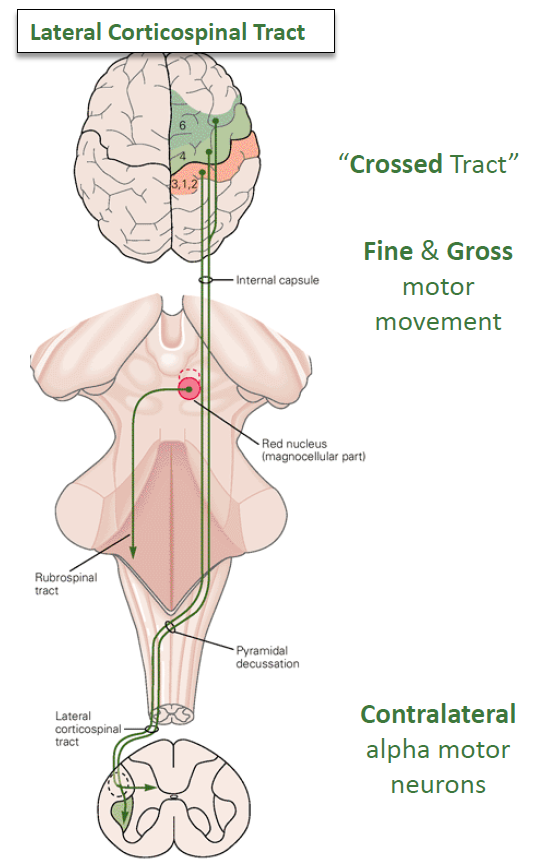 Lateral Corticospinal Tract
6
4
3,1,2
“Crossed Tract”
Fine & Gross
motor
movement
Internal capsule
Red nucleus
(magnocellular part)
Rubrospinal
tract
Pyramidal
decussation
Lateral
corticospinal
tract
Contralateral
alpha motor
neurons